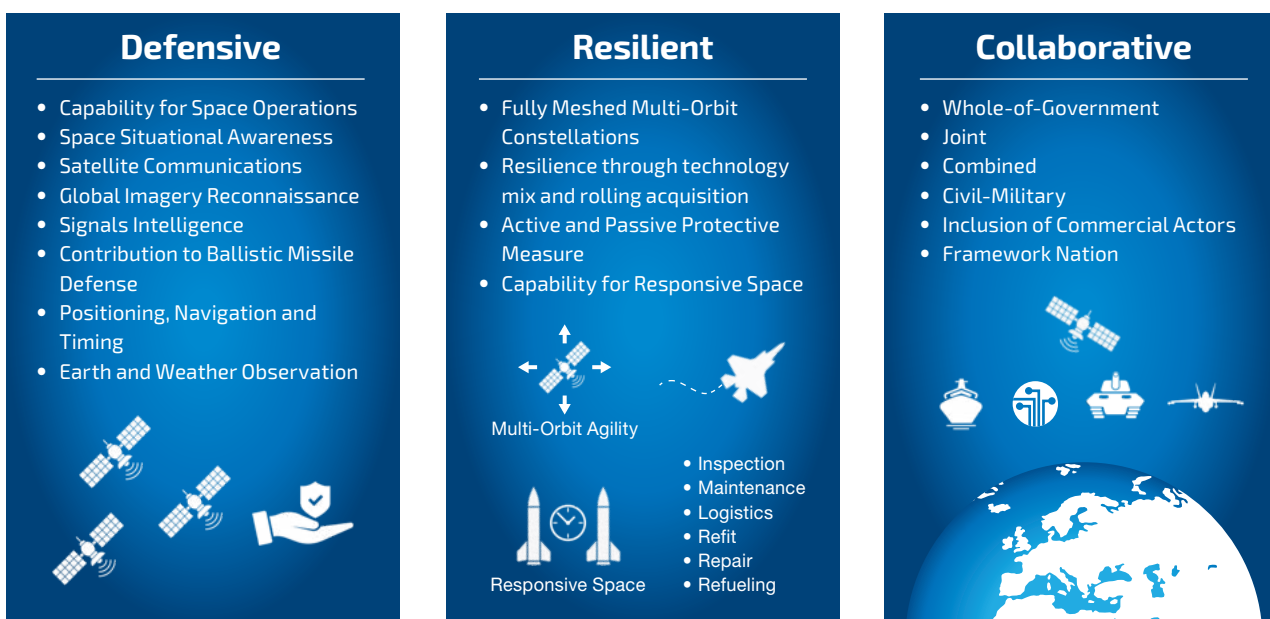 Defensive
• Capability for Space Operations
• Space Situational Awareness
• Satellite Communications
• Global Imagery Reconnaissance
• Signals Intelligence
• Contribution to Ballistic Missile
Defense
• Positioning, Navigation and
Timing
• Earth and Weather Observation
Resilient
• Fully Meshed Multi-Orbit
Constellations
• Resilience through technology
mix and rolling acquisition
• Active and Passive Protective
Measure
• Capability for Responsive Space
Multi-Orbit Agility
• Inspection
• Maintenance
• Logistics
• Refit
• Repair
• Refueling
Responsive Space
Collaborative
• Whole-of-Government
• Joint
• Combined
• Civil-Military
• Inclusion of Commercial Actors
• Framework Nation